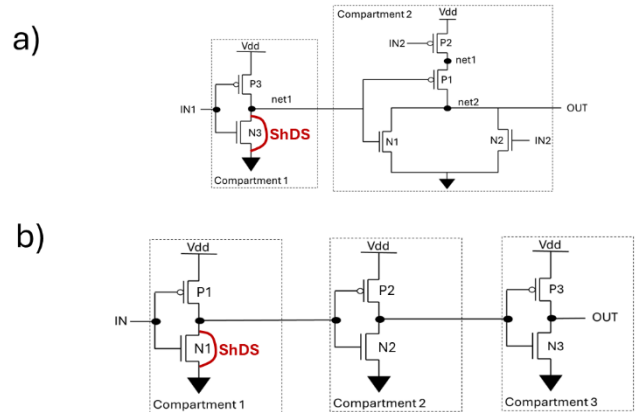 a)
Compartment 2
Vdd
IN2
P2
net1
Vdd
P3
P1
IN1
net1
net2
OUT
N3
ShDS
N1
N2
IN2
Compartment 1
b)
Vdd
Vdd
Vdd
P1
P2
P3
IN
OUT
N1
ShDS
N2
N3
Compartment 1
Compartment 2
Compartment 3